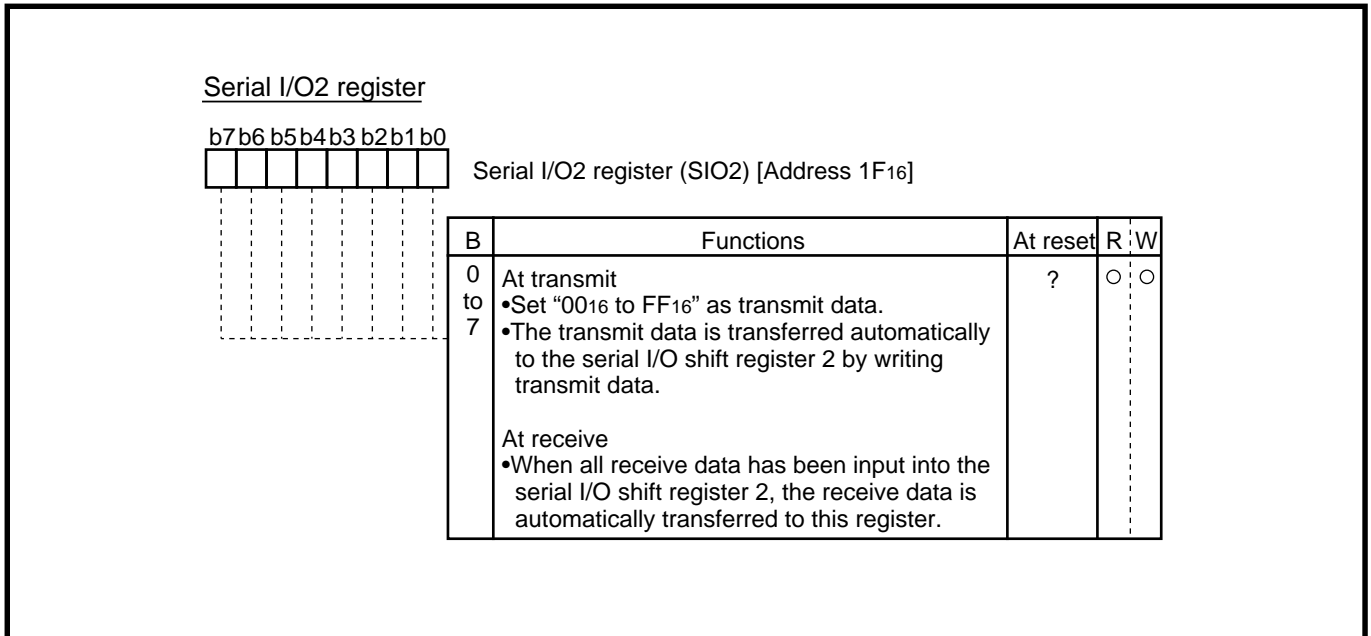 Serial I/O2 register
b7 b6 b5 b4 b3 b2 b1 b0
Serial I/O2 register (SIO2) [Address 1F16]
B Functions At reset R W
0 At transmit ? ○ ○
to •Set “0016 to FF16” as transmit data.
7 •The transmit data is transferred automatically
to the serial I/O shift register 2 by writing
transmit data.
At receive
•When all receive data has been input into the
serial I/O shift register 2, the receive data is
automatically transferred to this register.